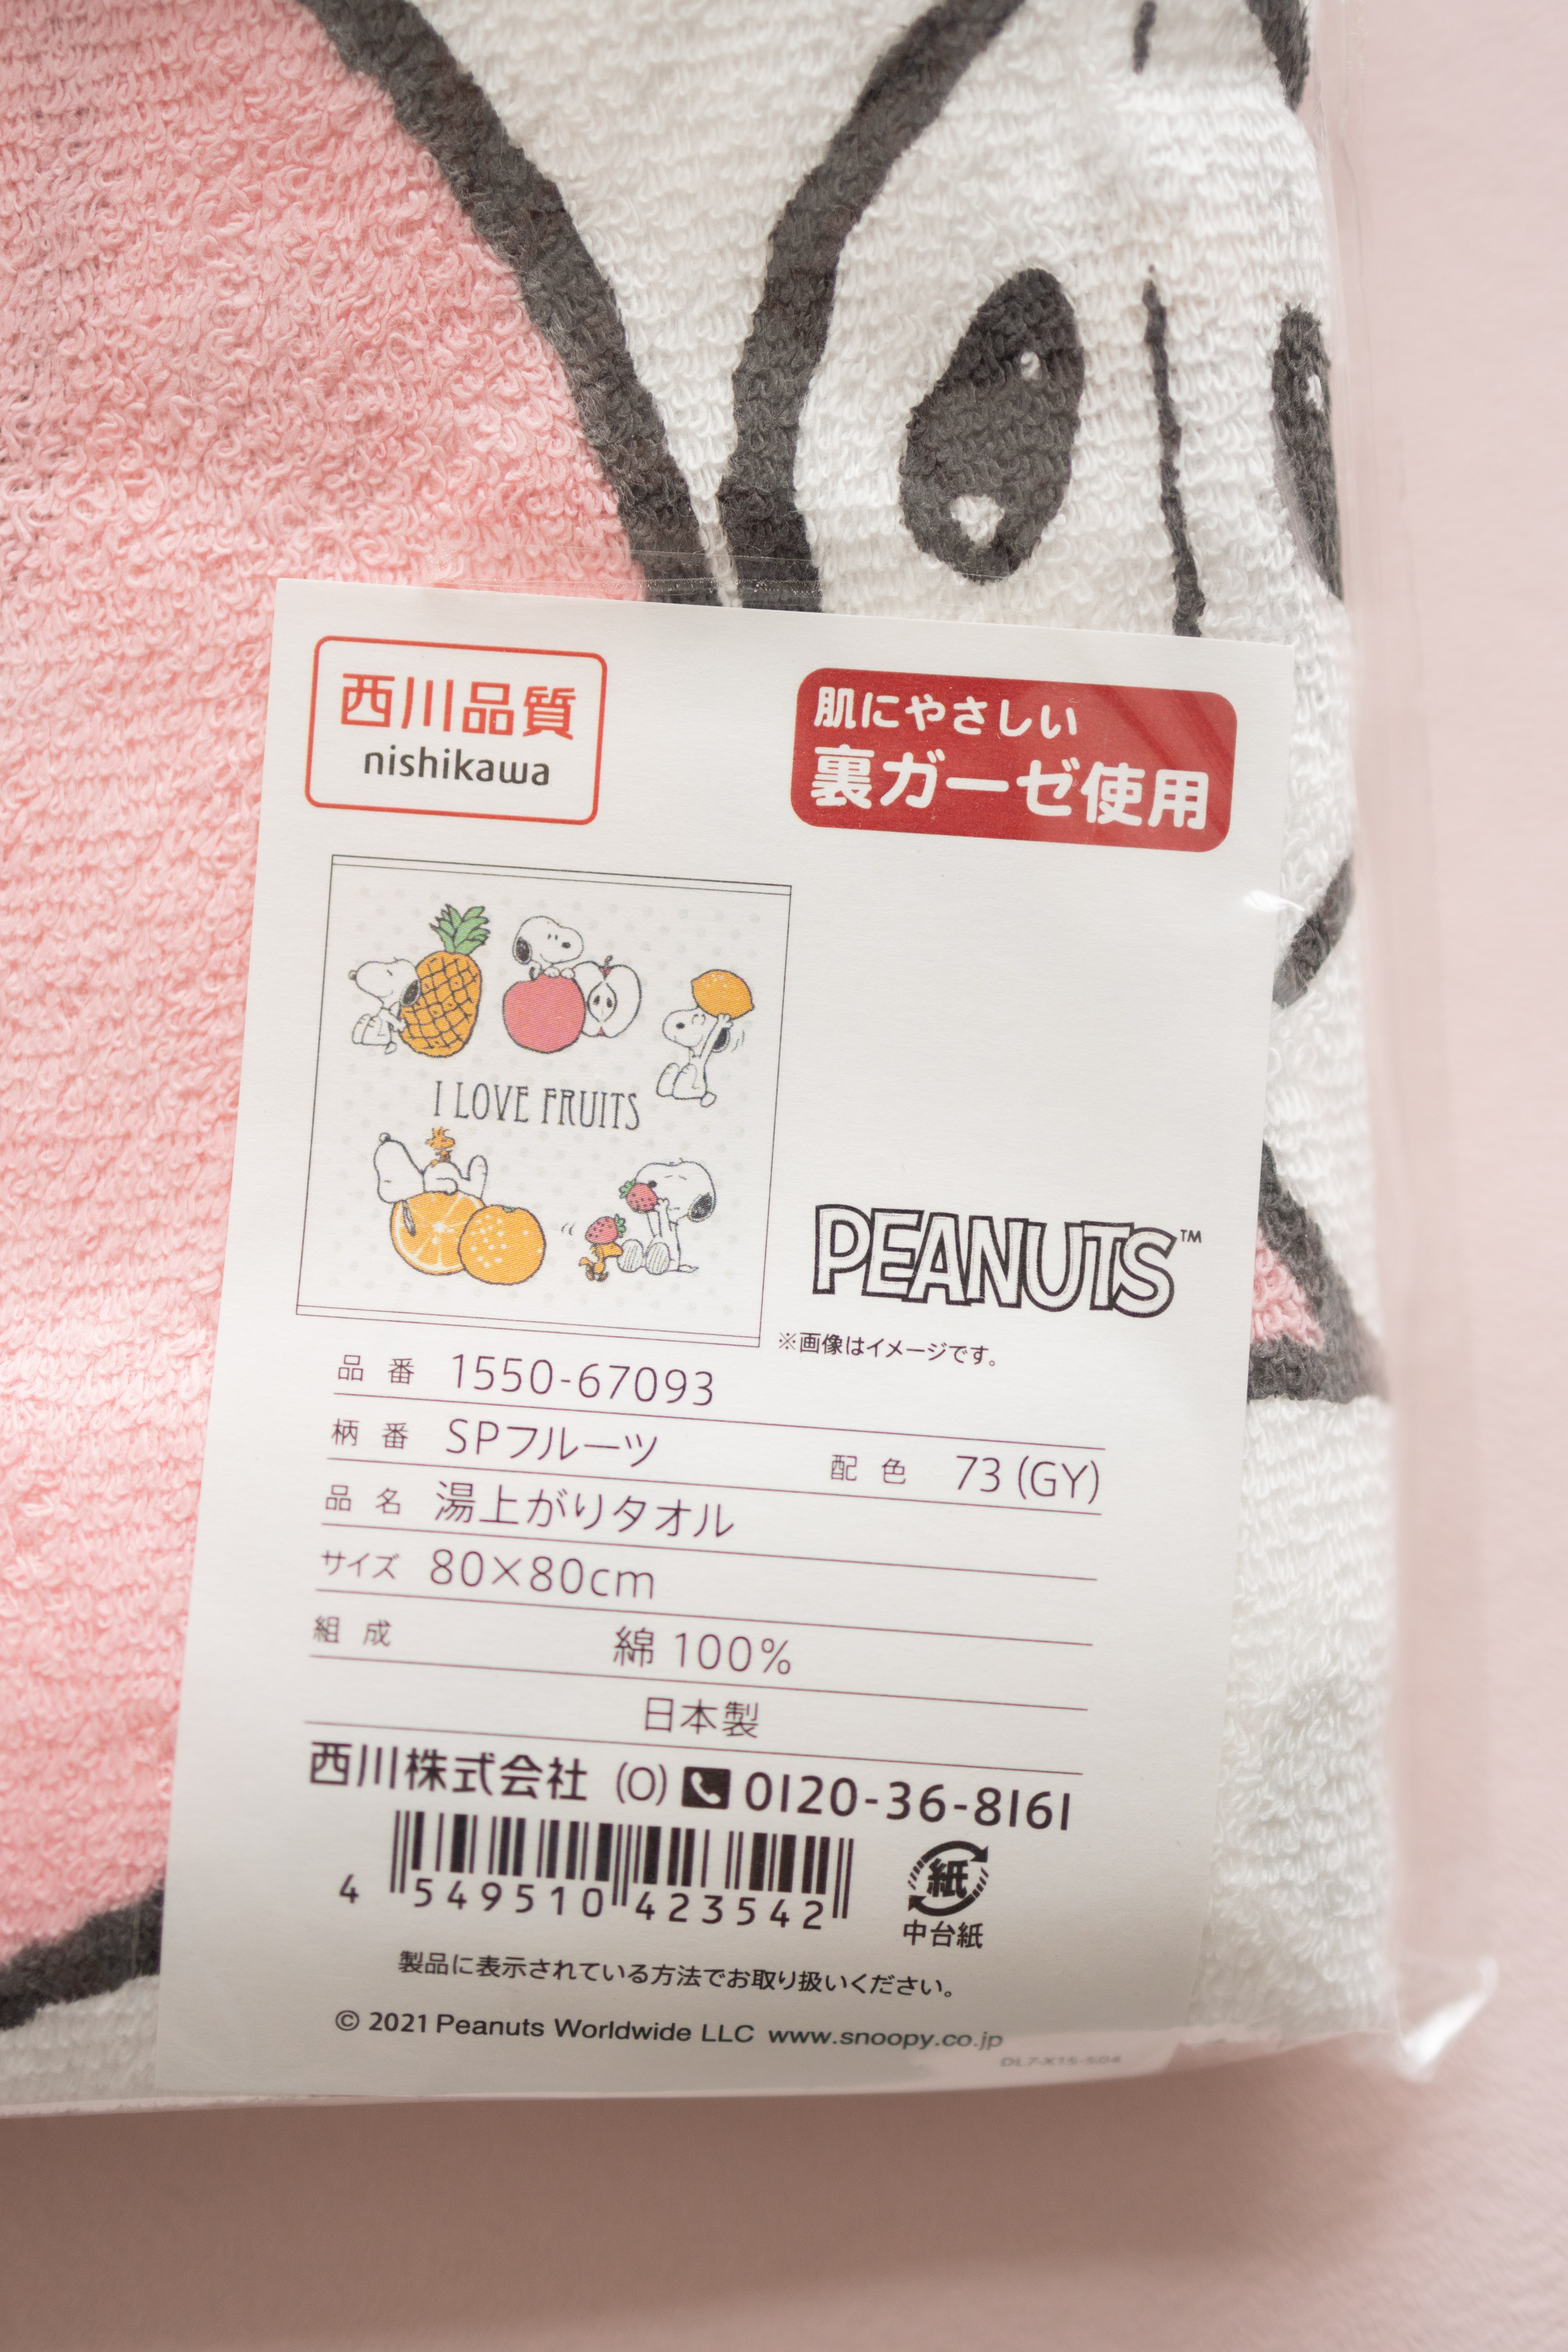 西川品質
nishikawa
肌にやさしい
裏ガーゼ使用
I LOVE FRUITS
PEANUTS™
※画像はイメージです。
品番 1550-67093
柄番 SPフルーツ 配色 73 (GY)
品名 湯上がりタオル
サイズ 80×80cm
組成 綿 100%
日本製
西川株式会社 (O) 0120-36-8161
4 549510 423542
紙
中台紙
製品に表示されている方法でお取り扱いください。
© 2021 Peanuts Worldwide LLC www.snoopy.co.jp
DL7-X15-504